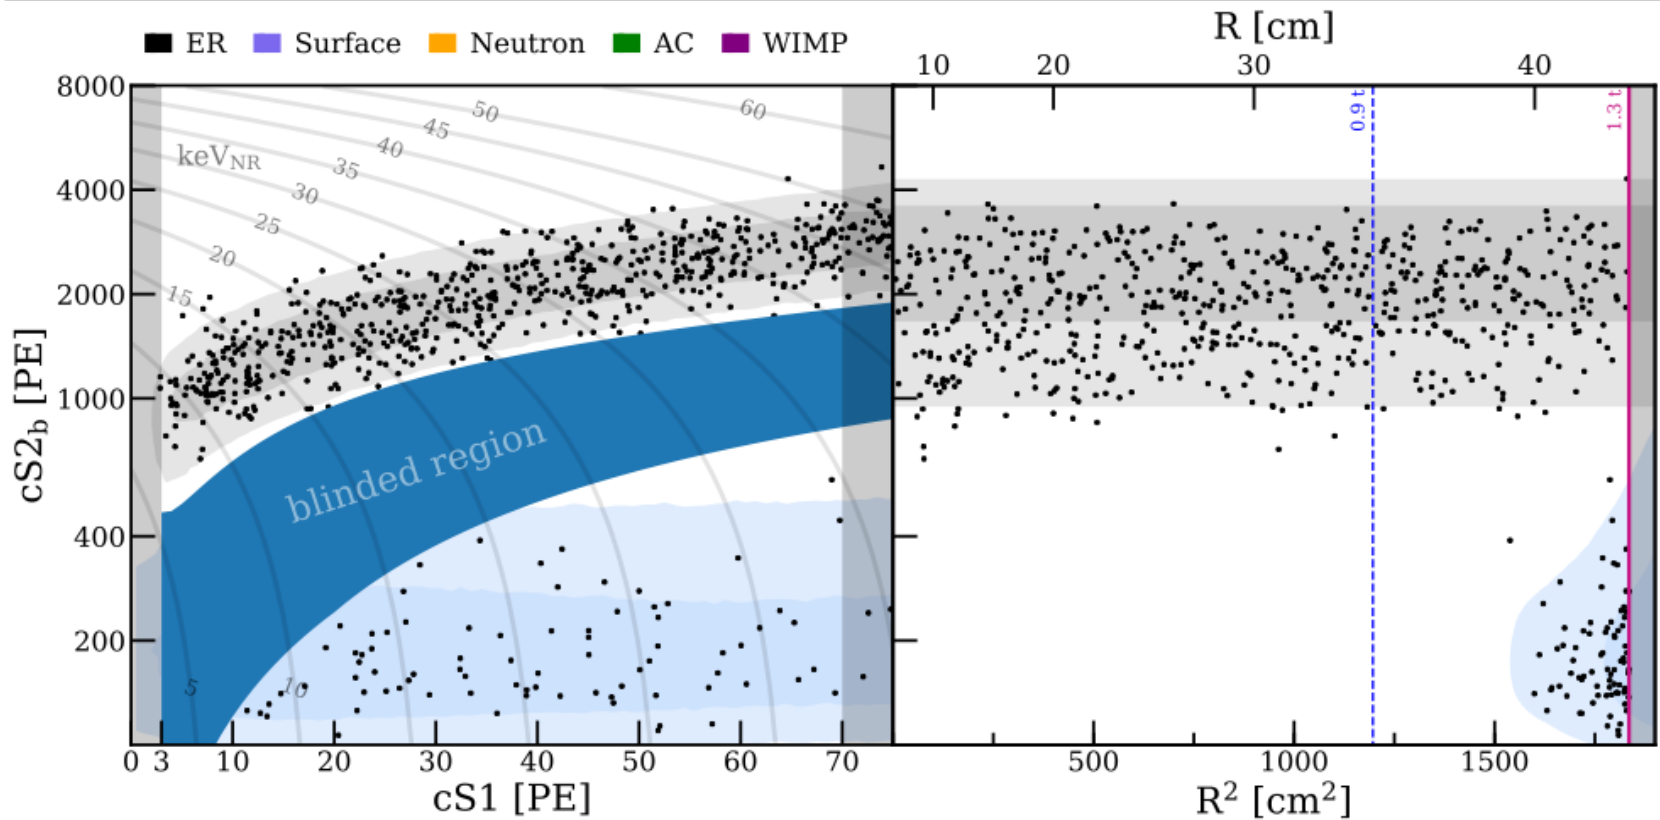 ER Surface Neutron AC WIMP
R [cm]
10 20 30 40
8000
4000
2000
1000
400
200
cS2b [PE]
keVNR
50
60
45
40
35
30
25
20
15
5
10
blinded region
0.9 t
1.3 t
0 3 10 20 30 40 50 60 70
500 1000 1500
cS1 [PE]
R² [cm²]